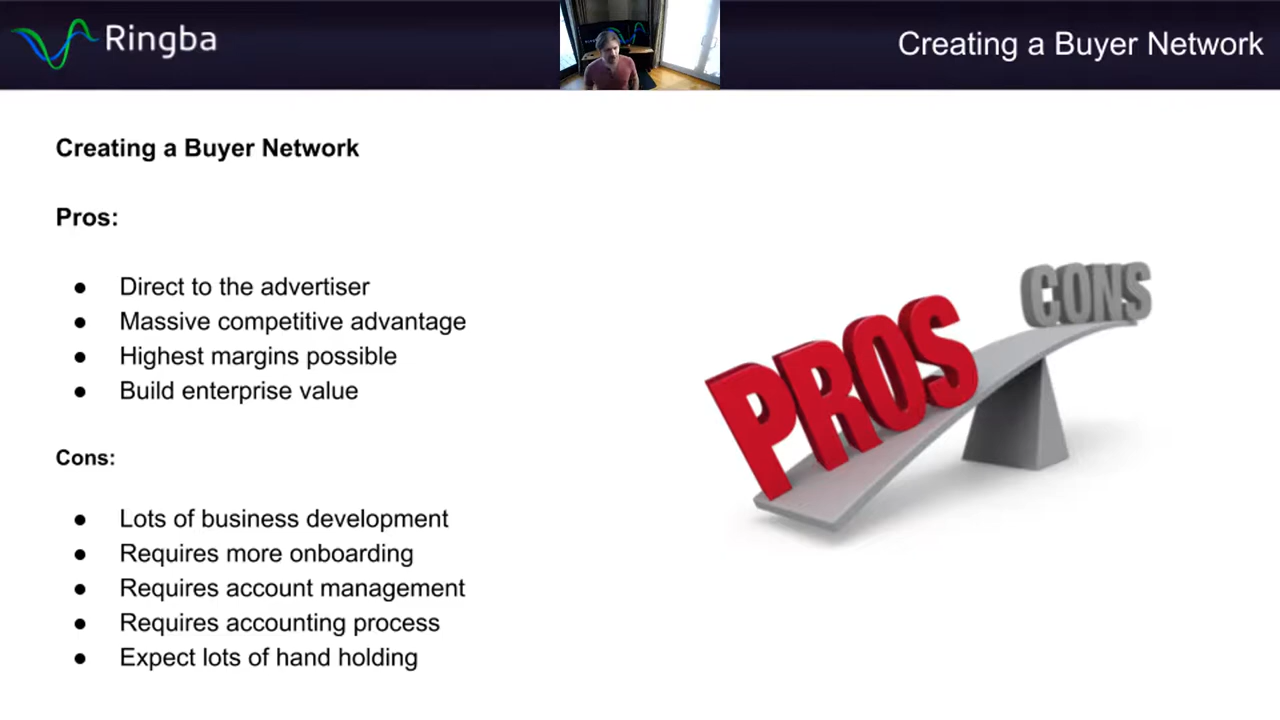 Ringba
Creating a Buyer Network
Creating a Buyer Network
Pros:
● Direct to the advertiser
● Massive competitive advantage
● Highest margins possible
● Build enterprise value
Cons:
● Lots of business development
● Requires more onboarding
● Requires account management
● Requires accounting process
● Expect lots of hand holding
PROS
CONS